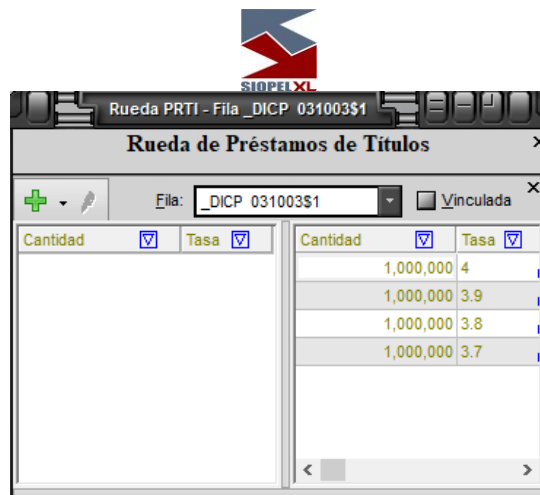 SIOPELXL
Rueda PRTI - Fila _DICP 031003$1
Rueda de Préstamos de Títulos
Fila: _DICP 031003$1 Vinculada
Cantidad Tasa Cantidad Tasa
1,000,000 4
1,000,000 3.9
1,000,000 3.8
1,000,000 3.7